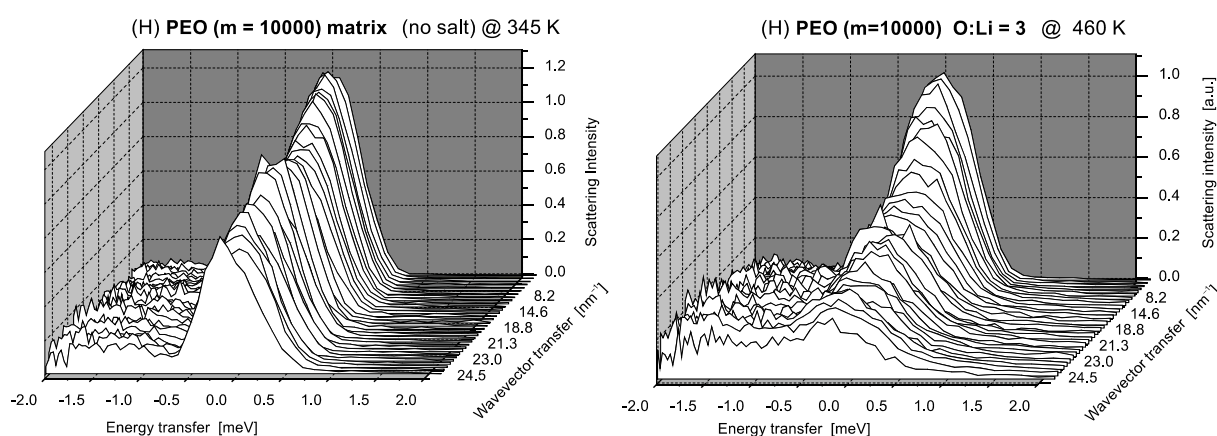 (H) PEO (m = 10000) matrix (no salt) @ 345 K
1.2
1.0
0.8
0.6
0.4
0.2
0.0
Scattering Intensity
8.2
14.6
18.8
21.3
23.0
24.5
Wavevector transfer [nm⁻¹]
-2.0 -1.5 -1.0 -0.5 0.0 0.5 1.0 1.5 2.0
Energy transfer [meV]
(H) PEO (m=10000) O:Li = 3 @ 460 K
1.0
0.8
0.6
0.4
0.2
0.0
Scattering intensity [a.u.]
8.2
14.6
18.8
21.3
23.0
24.5
Wavevector transfer [nm⁻¹]
-2.0 -1.5 -1.0 -0.5 0.0 0.5 1.0 1.5 2.0
Energy transfer [meV]